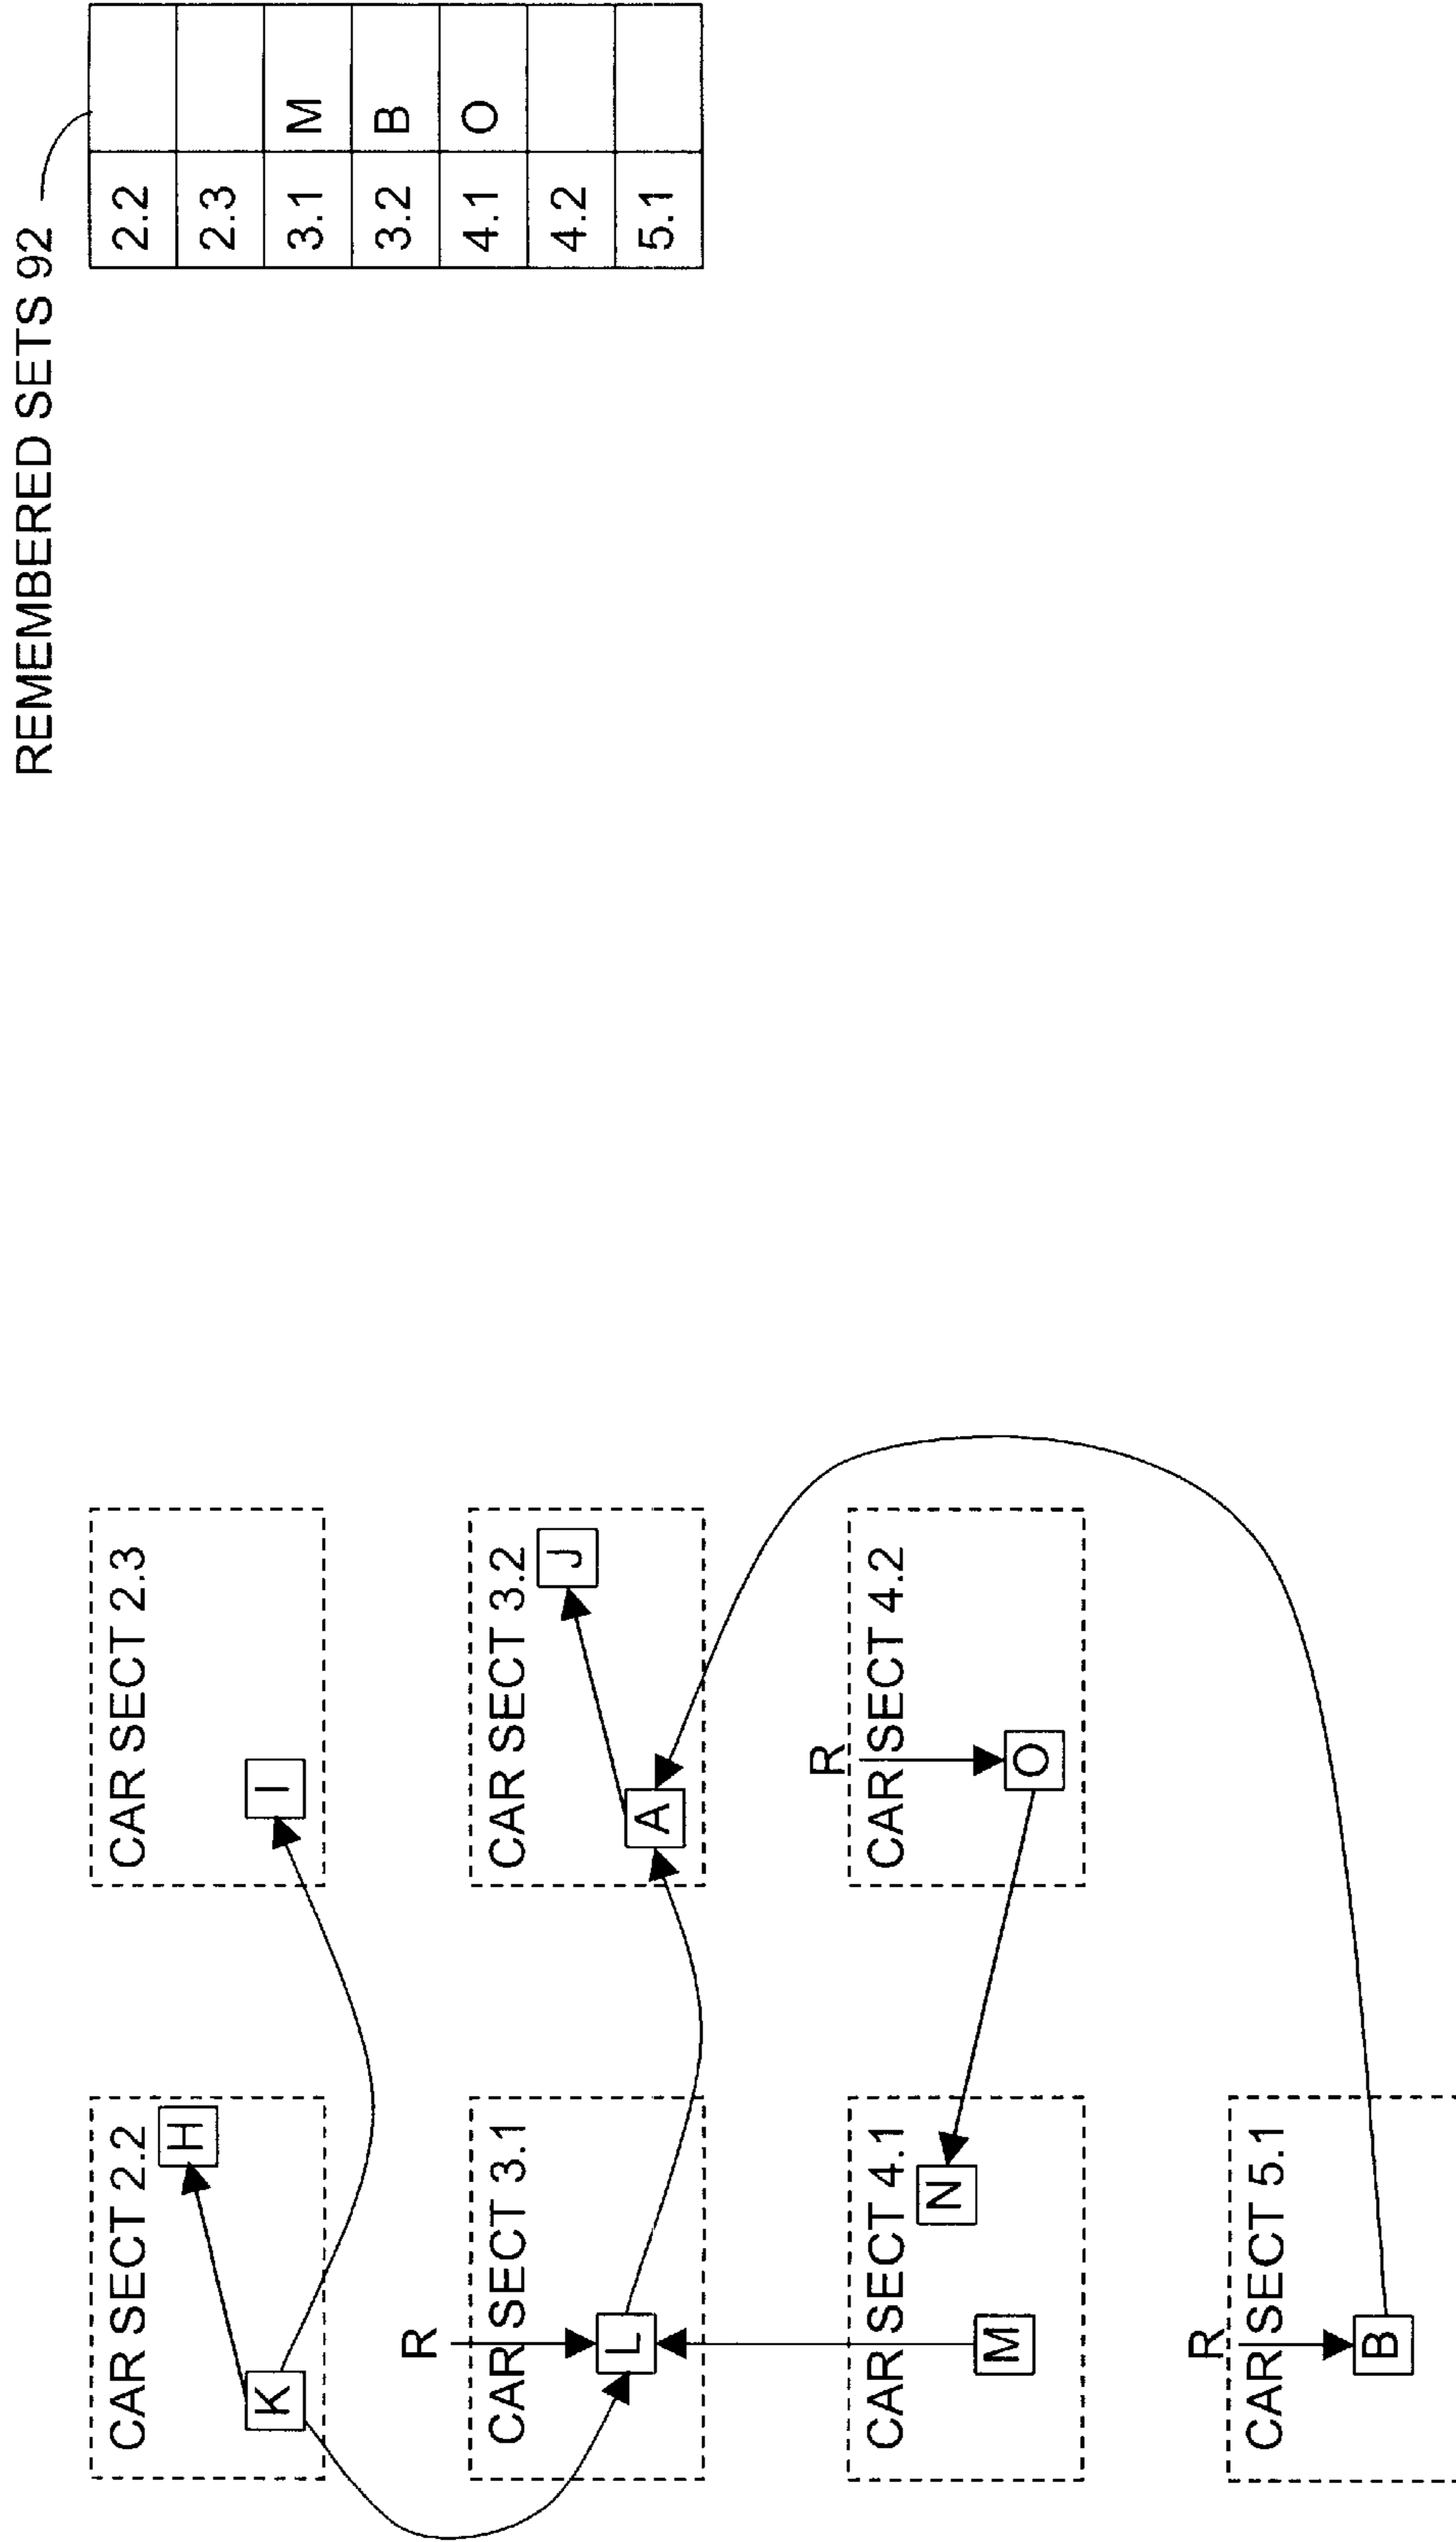 REMEMBERED SETS 92
2.2
2.3
3.1 M
3.2 B
4.1 O
4.2
5.1
CAR SECT 2.2
H
K
CAR SECT 2.3
I
R
CAR SECT 3.1
L
CAR SECT 3.2
J
A
CAR SECT 4.1
N
M
R
CAR SECT 4.2
O
R
CAR SECT 5.1
B